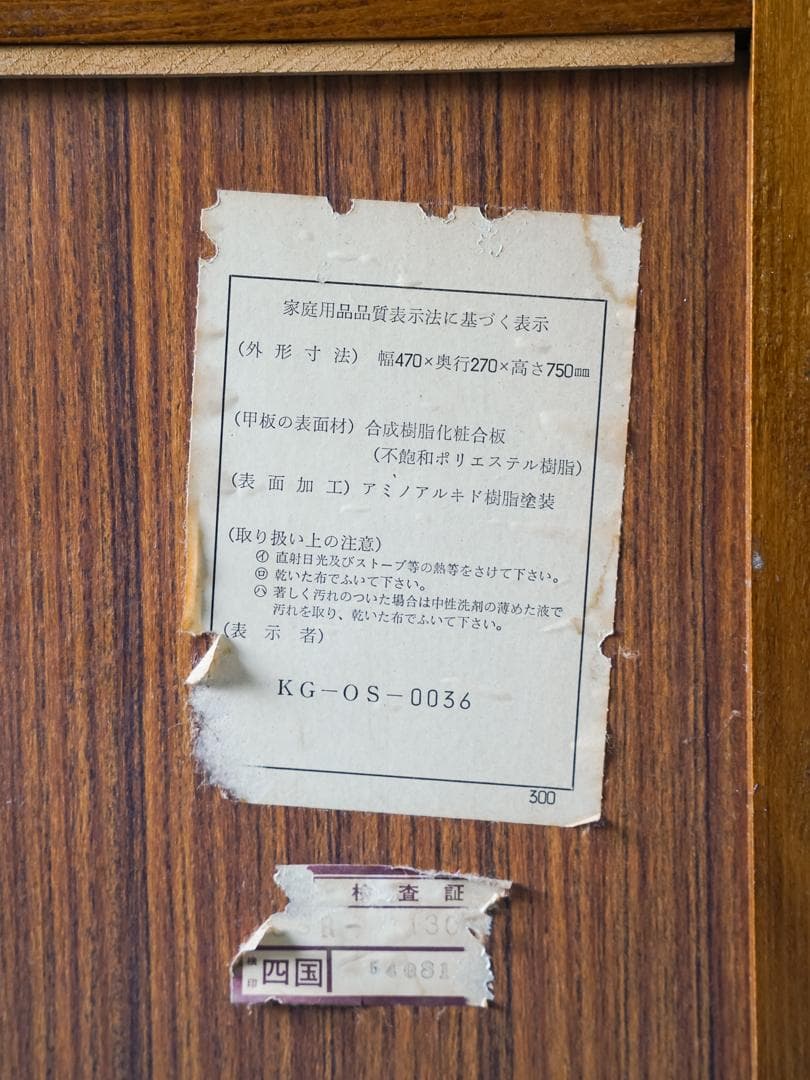 家庭用品品質表示法に基づく表示
(外形寸法) 幅470×奥行270×高さ750㎜
(甲板の表面材) 合成樹脂化粧合板
(不飽和ポリエステル樹脂)
(表面加工) アミノアルキド樹脂塗装
(取り扱い上の注意)
㋑ 直射日光及びストーブ等の熱等をさけて下さい。
㋺ 乾いた布でふいて下さい。
㋩ 著しく汚れのついた場合は中性洗剤の薄めた液で
汚れを取り、乾いた布でふいて下さい。
(表示者)
KG-OS-0036
300
検査証
検印 四国